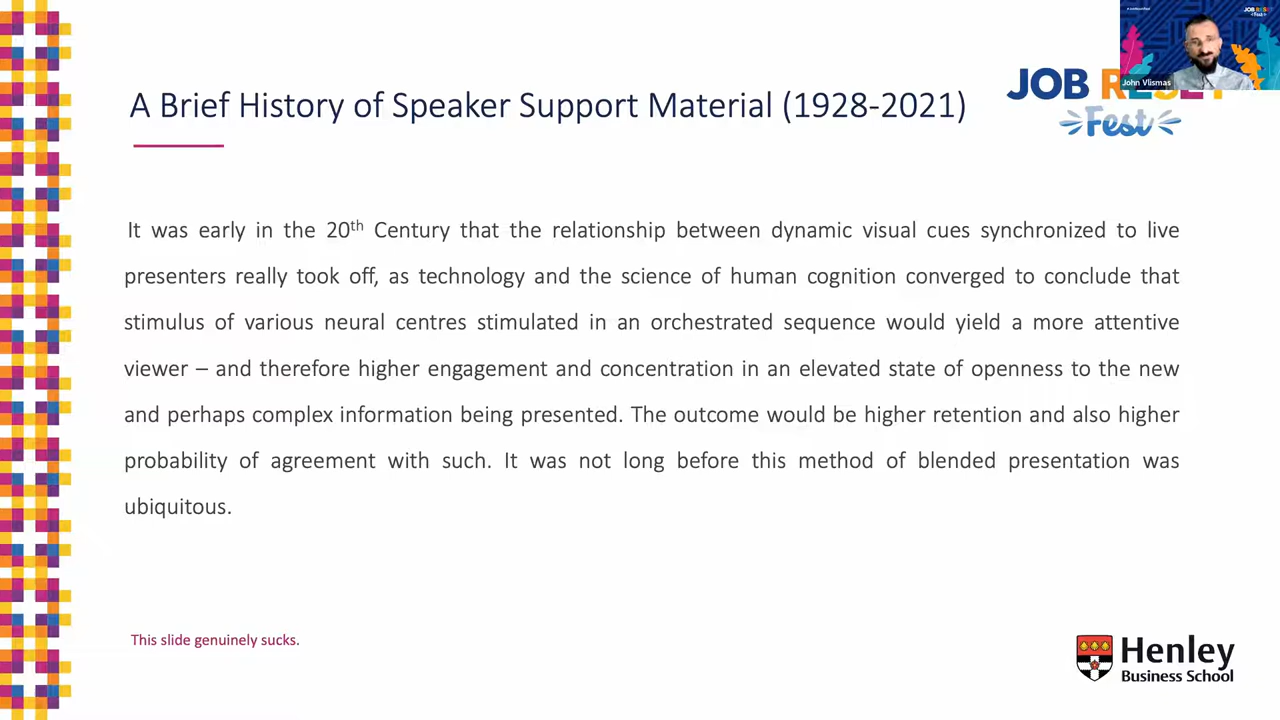 JOB RESET
John Vlismas
JOB RESET
Fest
A Brief History of Speaker Support Material (1928-2021)
It was early in the 20th Century that the relationship between dynamic visual cues synchronized to live
presenters really took off, as technology and the science of human cognition converged to conclude that
stimulus of various neural centres stimulated in an orchestrated sequence would yield a more attentive
viewer – and therefore higher engagement and concentration in an elevated state of openness to the new
and perhaps complex information being presented. The outcome would be higher retention and also higher
probability of agreement with such. It was not long before this method of blended presentation was
ubiquitous.
This slide genuinely sucks.
Henley
Business School